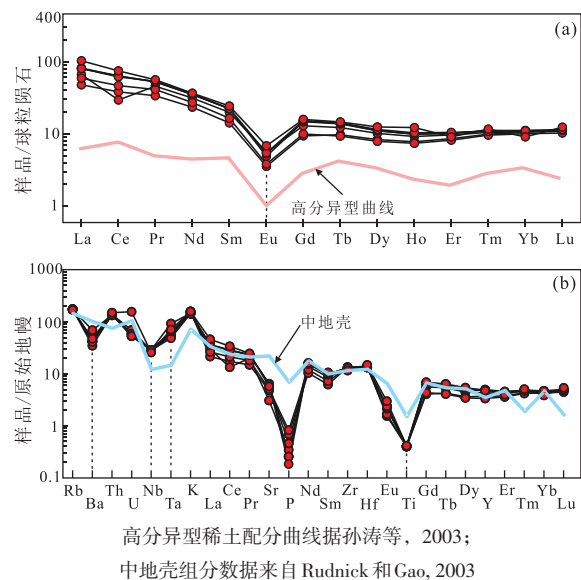 400
(a)
100
10
1
样品/球粒陨石
高分异型曲线
La Ce Pr Nd Sm Eu Gd Tb Dy Ho Er Tm Yb Lu
1000
(b)
100
10
1
0.1
样品/原始地幔
中地壳
Rb Th Nb K Ce Sr Nd Zr Eu Gd Dy Er Yb
Ba U Ta La Pr P Sm Hf Ti Tb Y Tm Lu
高分异型稀土配分曲线据孙涛等, 2003;
中地壳组分数据来自Rudnick和Gao, 2003